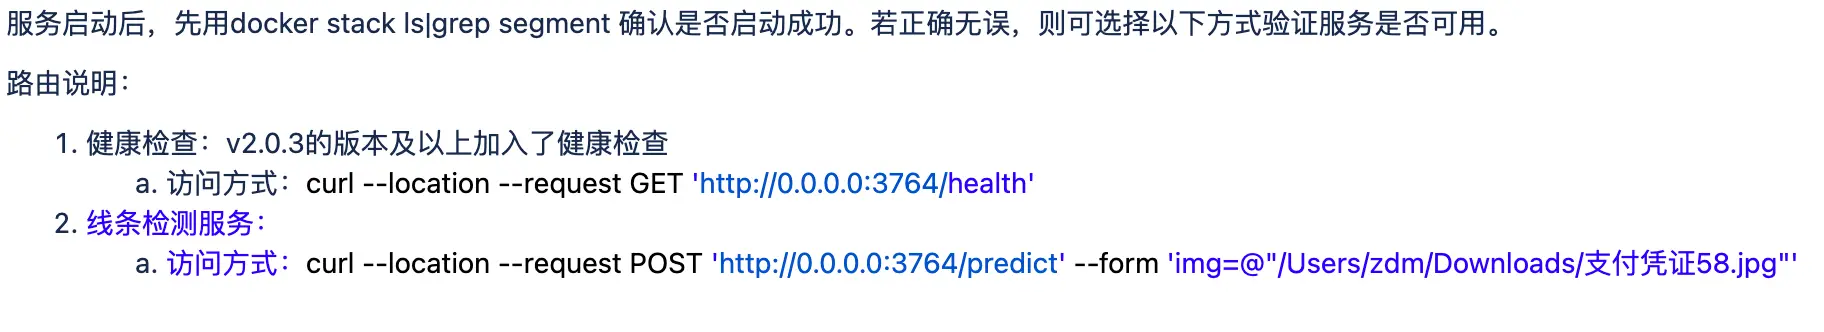 服务启动后，先用docker stack ls|grep segment 确认是否启动成功。若正确无误，则可选择以下方式验证服务是否可用。
路由说明：
1. 健康检查：v2.0.3的版本及以上加入了健康检查
a. 访问方式：curl --location --request GET 'http://0.0.0.0:3764/health'
2. 线条检测服务：
a. 访问方式：curl --location --request POST 'http://0.0.0.0:3764/predict' --form 'img=@"/Users/zdm/Downloads/支付凭证58.jpg"'